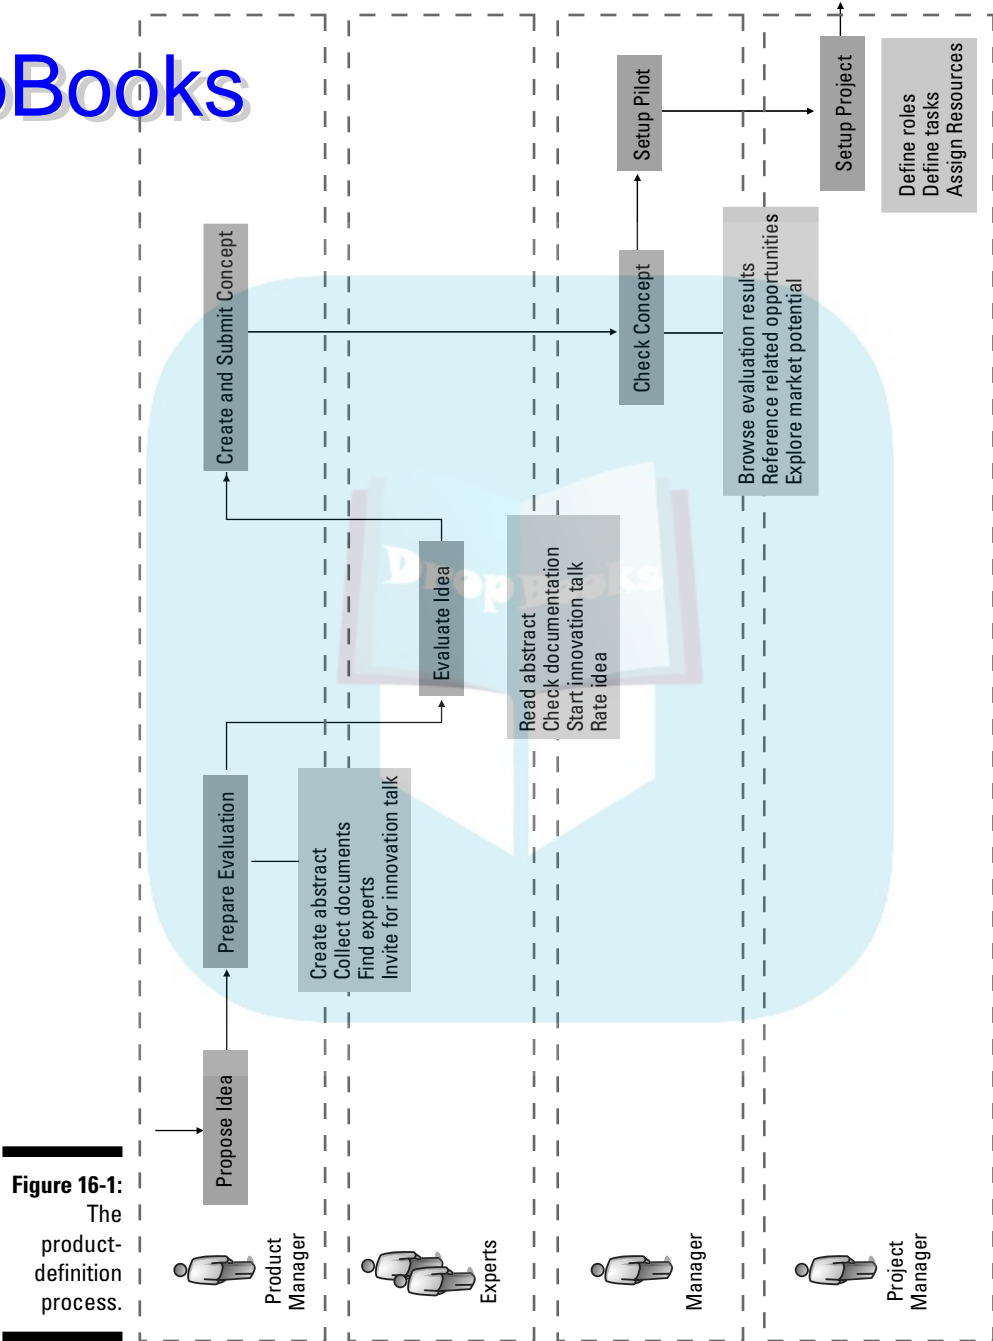 oBooks
Propose Idea
Prepare Evaluation
Create abstract
Collect documents
Find experts
Invite for innovation talk
Evaluate Idea
Read abstract
Check documentation
Start innovation talk
Rate idea
Create and Submit Concept
Check Concept
Browse evaluation results
Reference related opportunities
Explore market potential
Setup Pilot
Setup Project
Define roles
Define tasks
Assign Resources
Product
Manager
Experts
Manager
Project
Manager
DropBooks
Figure 16-1:
The
product-
definition
process.